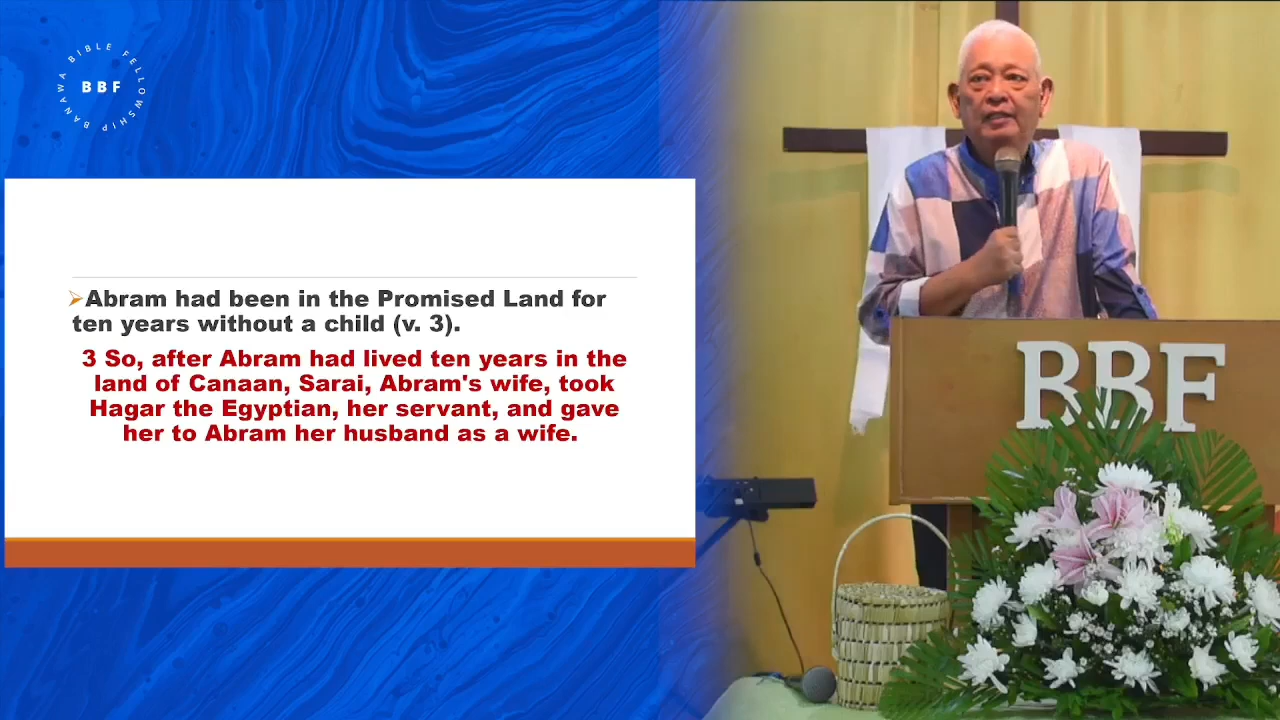 BANAWA BIBLE FELLOWSHIP
BBF
Abram had been in the Promised Land for
ten years without a child (v. 3).
3 So, after Abram had lived ten years in the
land of Canaan, Sarai, Abram's wife, took
Hagar the Egyptian, her servant, and gave
her to Abram her husband as a wife.
BBF